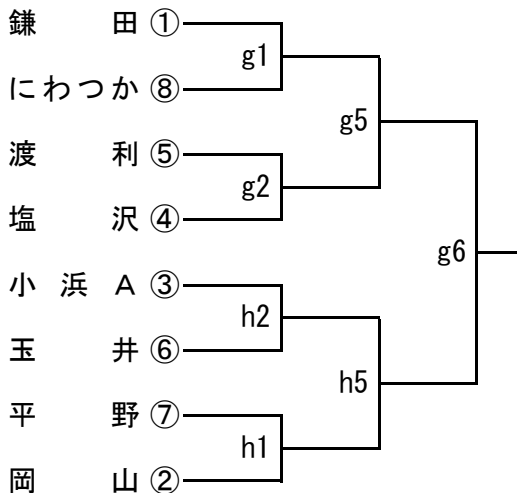 鎌田 ①
g1
にわつか ⑧
g5
渡利 ⑤
g2
塩沢 ④
g6
小浜A ③
h2
玉井 ⑥
h5
平野 ⑦
h1
岡山 ②